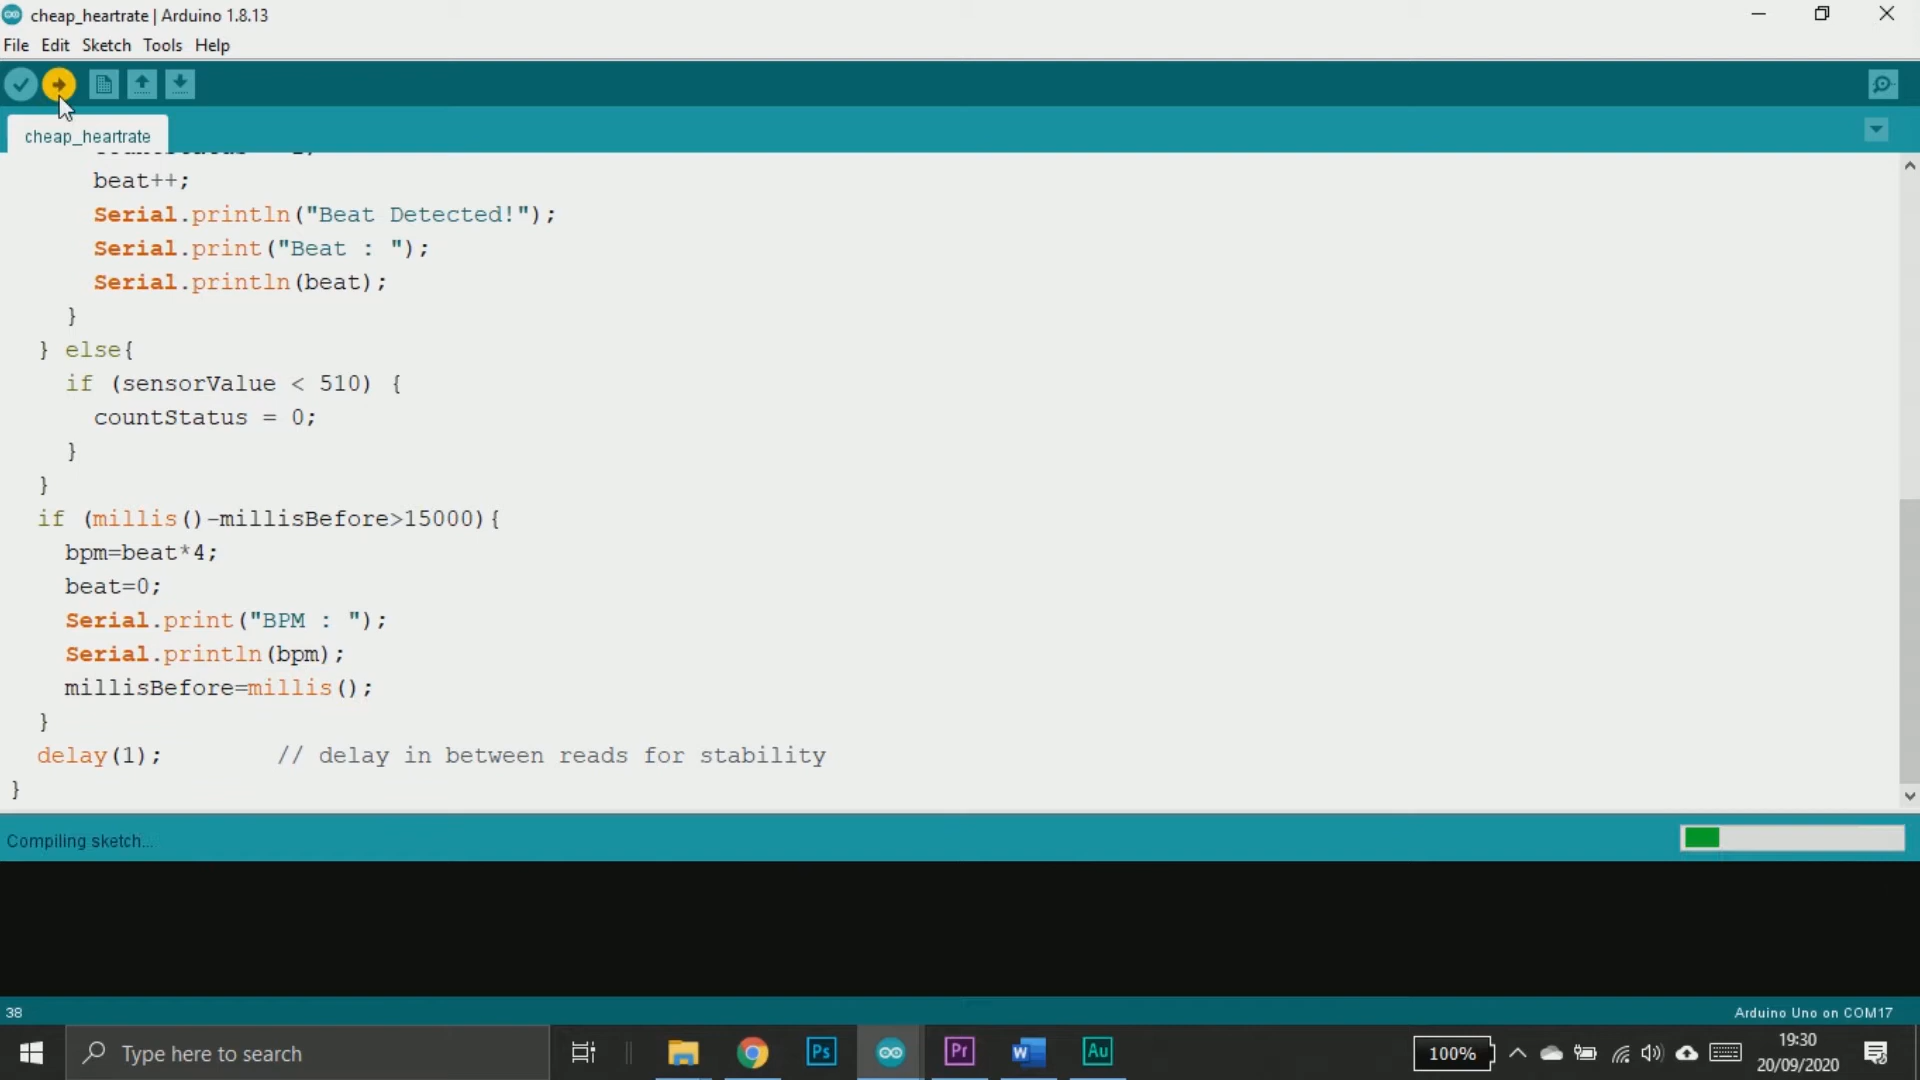 cheap_heartrate | Arduino 1.8.13
File Edit Sketch Tools Help
cheap_heartrate
beat++;
Serial.println("Beat Detected!");
Serial.print("Beat : ");
Serial.println(beat);
}
} else{
if (sensorValue < 510) {
countStatus = 0;
}
}
if (millis()-millisBefore>15000){
bpm=beat*4;
beat=0;
Serial.print("BPM : ");
Serial.println(bpm);
millisBefore=millis();
}
delay(1); // delay in between reads for stability
}
Compiling sketch...
38
Arduino Uno on COM17
Type here to search
Ps
Pr
W
Au
100%
19:30
20/09/2020